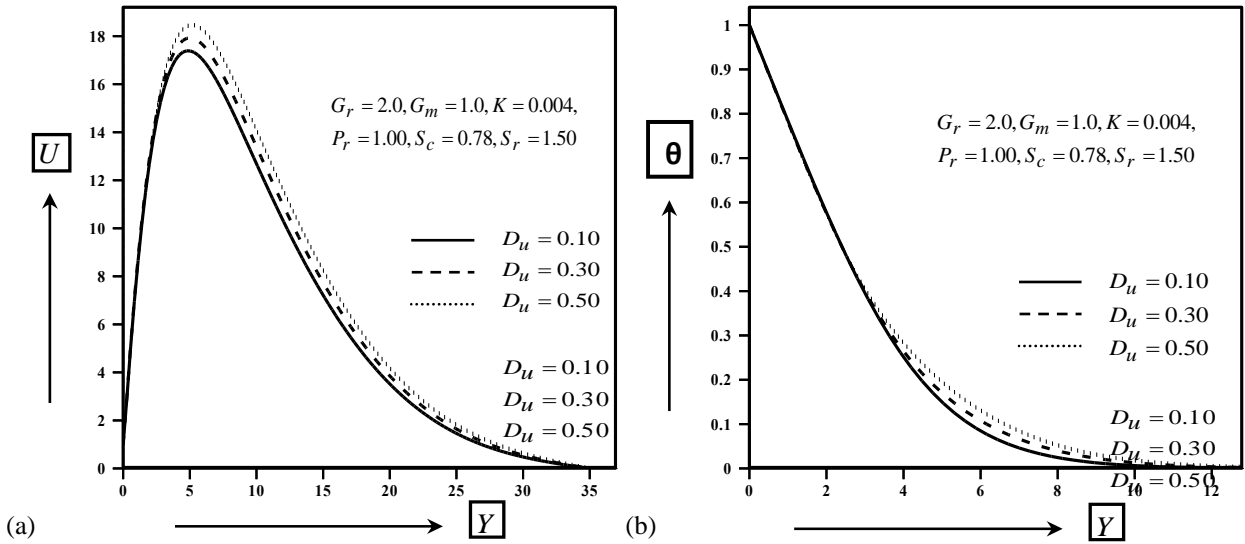 18
16
14
12
10
8
6
4
2
0
0 5 10 15 20 25 30 35
U
Y
G_r = 2.0, G_m = 1.0, K = 0.004,
P_r = 1.00, S_c = 0.78, S_r = 1.50
D_u = 0.10
D_u = 0.30
D_u = 0.50
D_u = 0.10
D_u = 0.30
D_u = 0.50
(a)
1
0.9
0.8
0.7
0.6
0.5
0.4
0.3
0.2
0.1
0
0 2 4 6 8 10 12
θ
Y
G_r = 2.0, G_m = 1.0, K = 0.004,
P_r = 1.00, S_c = 0.78, S_r = 1.50
D_u = 0.10
D_u = 0.30
D_u = 0.50
D_u = 0.10
D_u = 0.30
D_u = 0.50
(b)